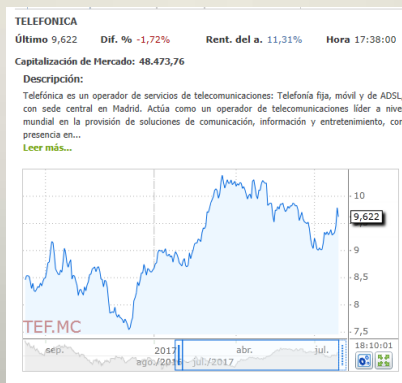 TELEFONICA
Último 9,622 Dif. % -1,72% Rent. del a. 11,31% Hora 17:38:00
Capitalización de Mercado: 48.473,76
Descripción:
Telefónica es un operador de servicios de telecomunicaciones: Telefonía fija, móvil y de ADSL,
con sede central en Madrid. Actúa como un operador de telecomunicaciones líder a nive
mundial en la provisión de soluciones de comunicación, información y entretenimiento, con
presencia en...
Leer más...
10
9,622
9
8,5
8
7,5
TEF.MC
sep. 2017 abr. jul. 18:10:01
ago./2016 juli./2017